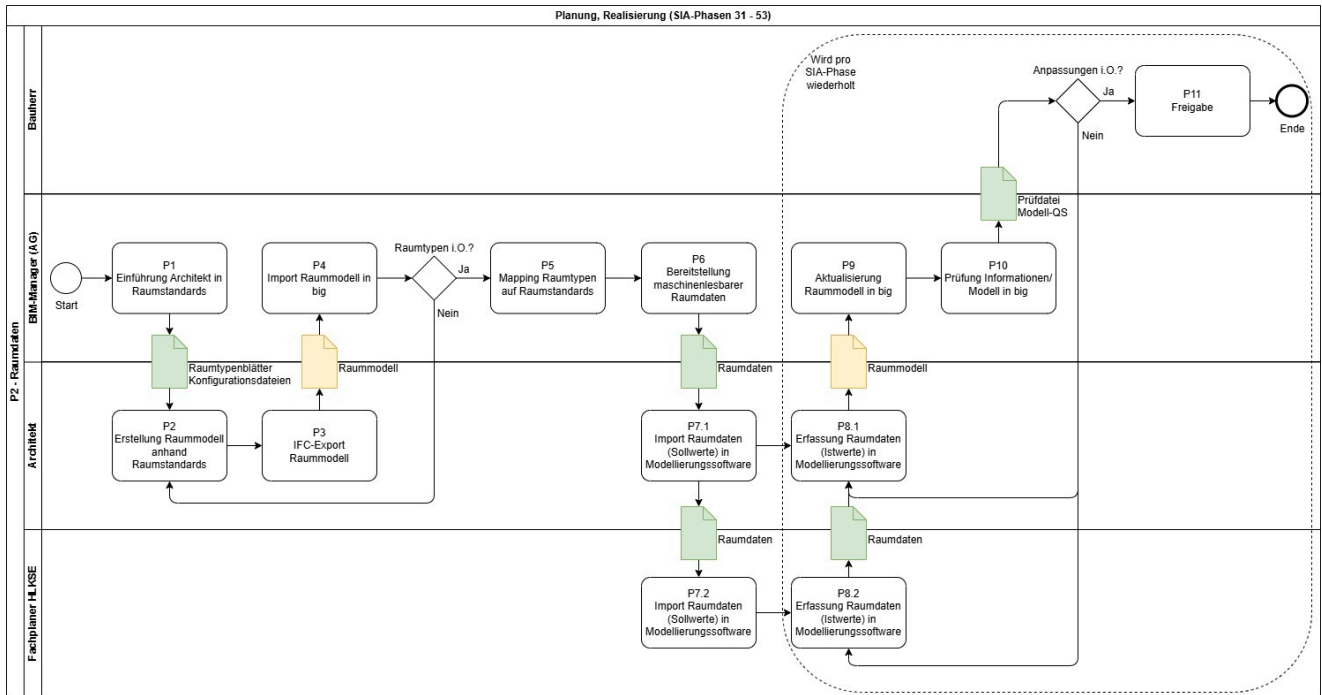 Planung, Realisierung (SIA-Phasen 31 - 53)
P2 - Raumdaten
Bauherr
Wird pro
SIA-Phase
wiederholt
Anpassungen i.O.?
Ja
Nein
P11
Freigabe
Ende
Prüfdatei
Modell-QS
BIM-Manager (AG)
Start
P1
Einführung Architekt in
Raumstandards
P4
Import Raummodell in
big
Raumtypen i.O.?
Ja
Nein
P5
Mapping Raumtypen
auf Raumstandards
P6
Bereitstellung
maschinenlesbarer
Raumdaten
P9
Aktualisierung
Raummodell in big
P10
Prüfung Informationen/
Modell in big
Raumtypenblätter
Konfigurationsdateien
Raummodell
Raumdaten
Raummodell
Architekt
P2
Erstellung Raummodell
anhand
Raumstandards
P3
IFC-Export
Raummodell
P7.1
Import Raumdaten
(Sollwerte) in
Modellierungssoftware
P8.1
Erfassung Raumdaten
(Istwerte) in
Modellierungssoftware
Raumdaten
Raumdaten
Fachplaner HLKSE
P7.2
Import Raumdaten
(Sollwerte) in
Modellierungssoftware
P8.2
Erfassung Raumdaten
(Istwerte) in
Modellierungssoftware